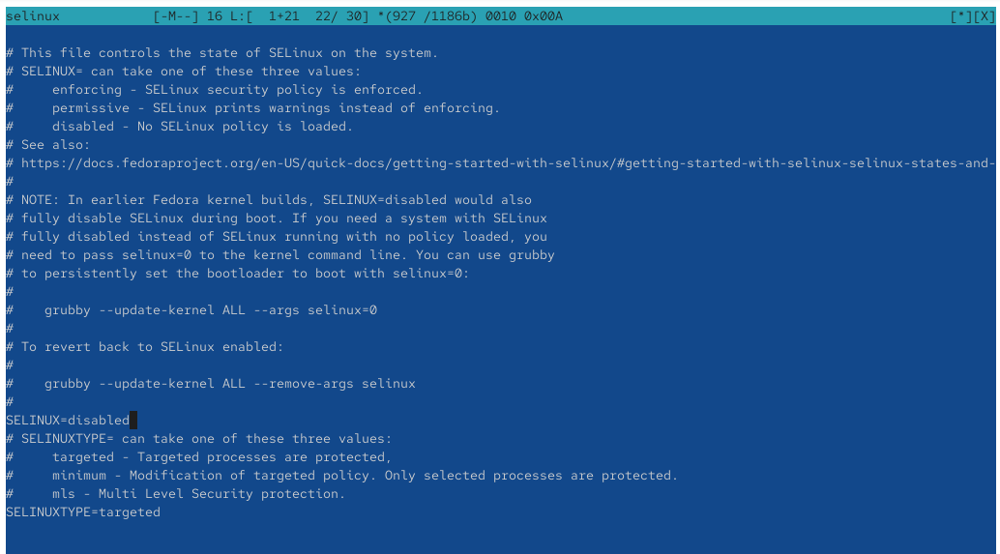 selinux [-M--] 16 L:[ 1+21 22/ 30] *(927 /1186b) 0010 0x00A [*][X]
# This file controls the state of SELinux on the system.
# SELINUX= can take one of these three values:
#     enforcing - SELinux security policy is enforced.
#     permissive - SELinux prints warnings instead of enforcing.
#     disabled - No SELinux policy is loaded.
# See also:
# https://docs.fedoraproject.org/en-US/quick-docs/getting-started-with-selinux/#getting-started-with-selinux-selinux-states-and-
#
# NOTE: In earlier Fedora kernel builds, SELINUX=disabled would also
# fully disable SELinux during boot. If you need a system with SELinux
# fully disabled instead of SELinux running with no policy loaded, you
# need to pass selinux=0 to the kernel command line. You can use grubby
# to persistently set the bootloader to boot with selinux=0:
#
#    grubby --update-kernel ALL --args selinux=0
#
# To revert back to SELinux enabled:
#
#    grubby --update-kernel ALL --remove-args selinux
#
SELINUX=disabled
# SELINUXTYPE= can take one of these three values:
#     targeted - Targeted processes are protected,
#     minimum - Modification of targeted policy. Only selected processes are protected.
#     mls - Multi Level Security protection.
SELINUXTYPE=targeted